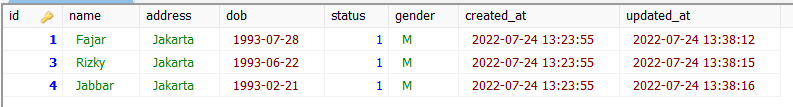 id name address dob status gender created_at updated_at
1 Fajar Jakarta 1993-07-28 1 M 2022-07-24 13:23:55 2022-07-24 13:38:12
3 Rizky Jakarta 1993-06-22 1 M 2022-07-24 13:23:55 2022-07-24 13:38:15
4 Jabbar Jakarta 1993-02-21 1 M 2022-07-24 13:23:55 2022-07-24 13:38:16